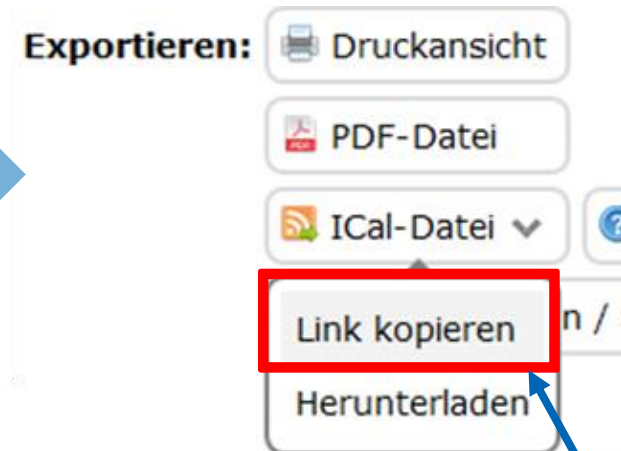 Exportieren: Druckansicht
PDF-Datei
ICal-Datei
Link kopieren n /
Herunterladen